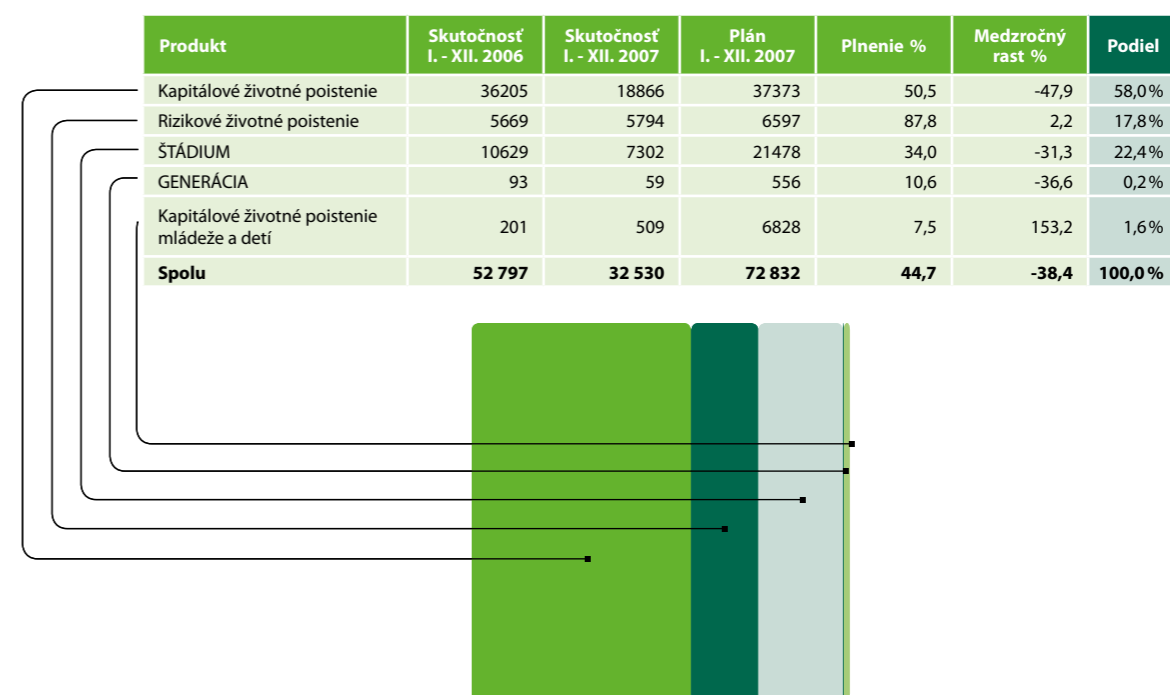 Produkt Skutočnosť I. - XII. 2006 Skutočnosť I. - XII. 2007 Plán I. - XII. 2007 Plnenie % Medzročný rast % Podiel
Kapitálové životné poistenie 36205 18866 37373 50,5 -47,9 58,0%
Rizikové životné poistenie 5669 5794 6597 87,8 2,2 17,8%
ŠTÁDIUM 10629 7302 21478 34,0 -31,3 22,4%
GENERÁCIA 93 59 556 10,6 -36,6 0,2%
Kapitálové životné poistenie
mládeže a detí 201 509 6828 7,5 153,2 1,6%
Spolu 52 797 32 530 72 832 44,7 -38,4 100,0%